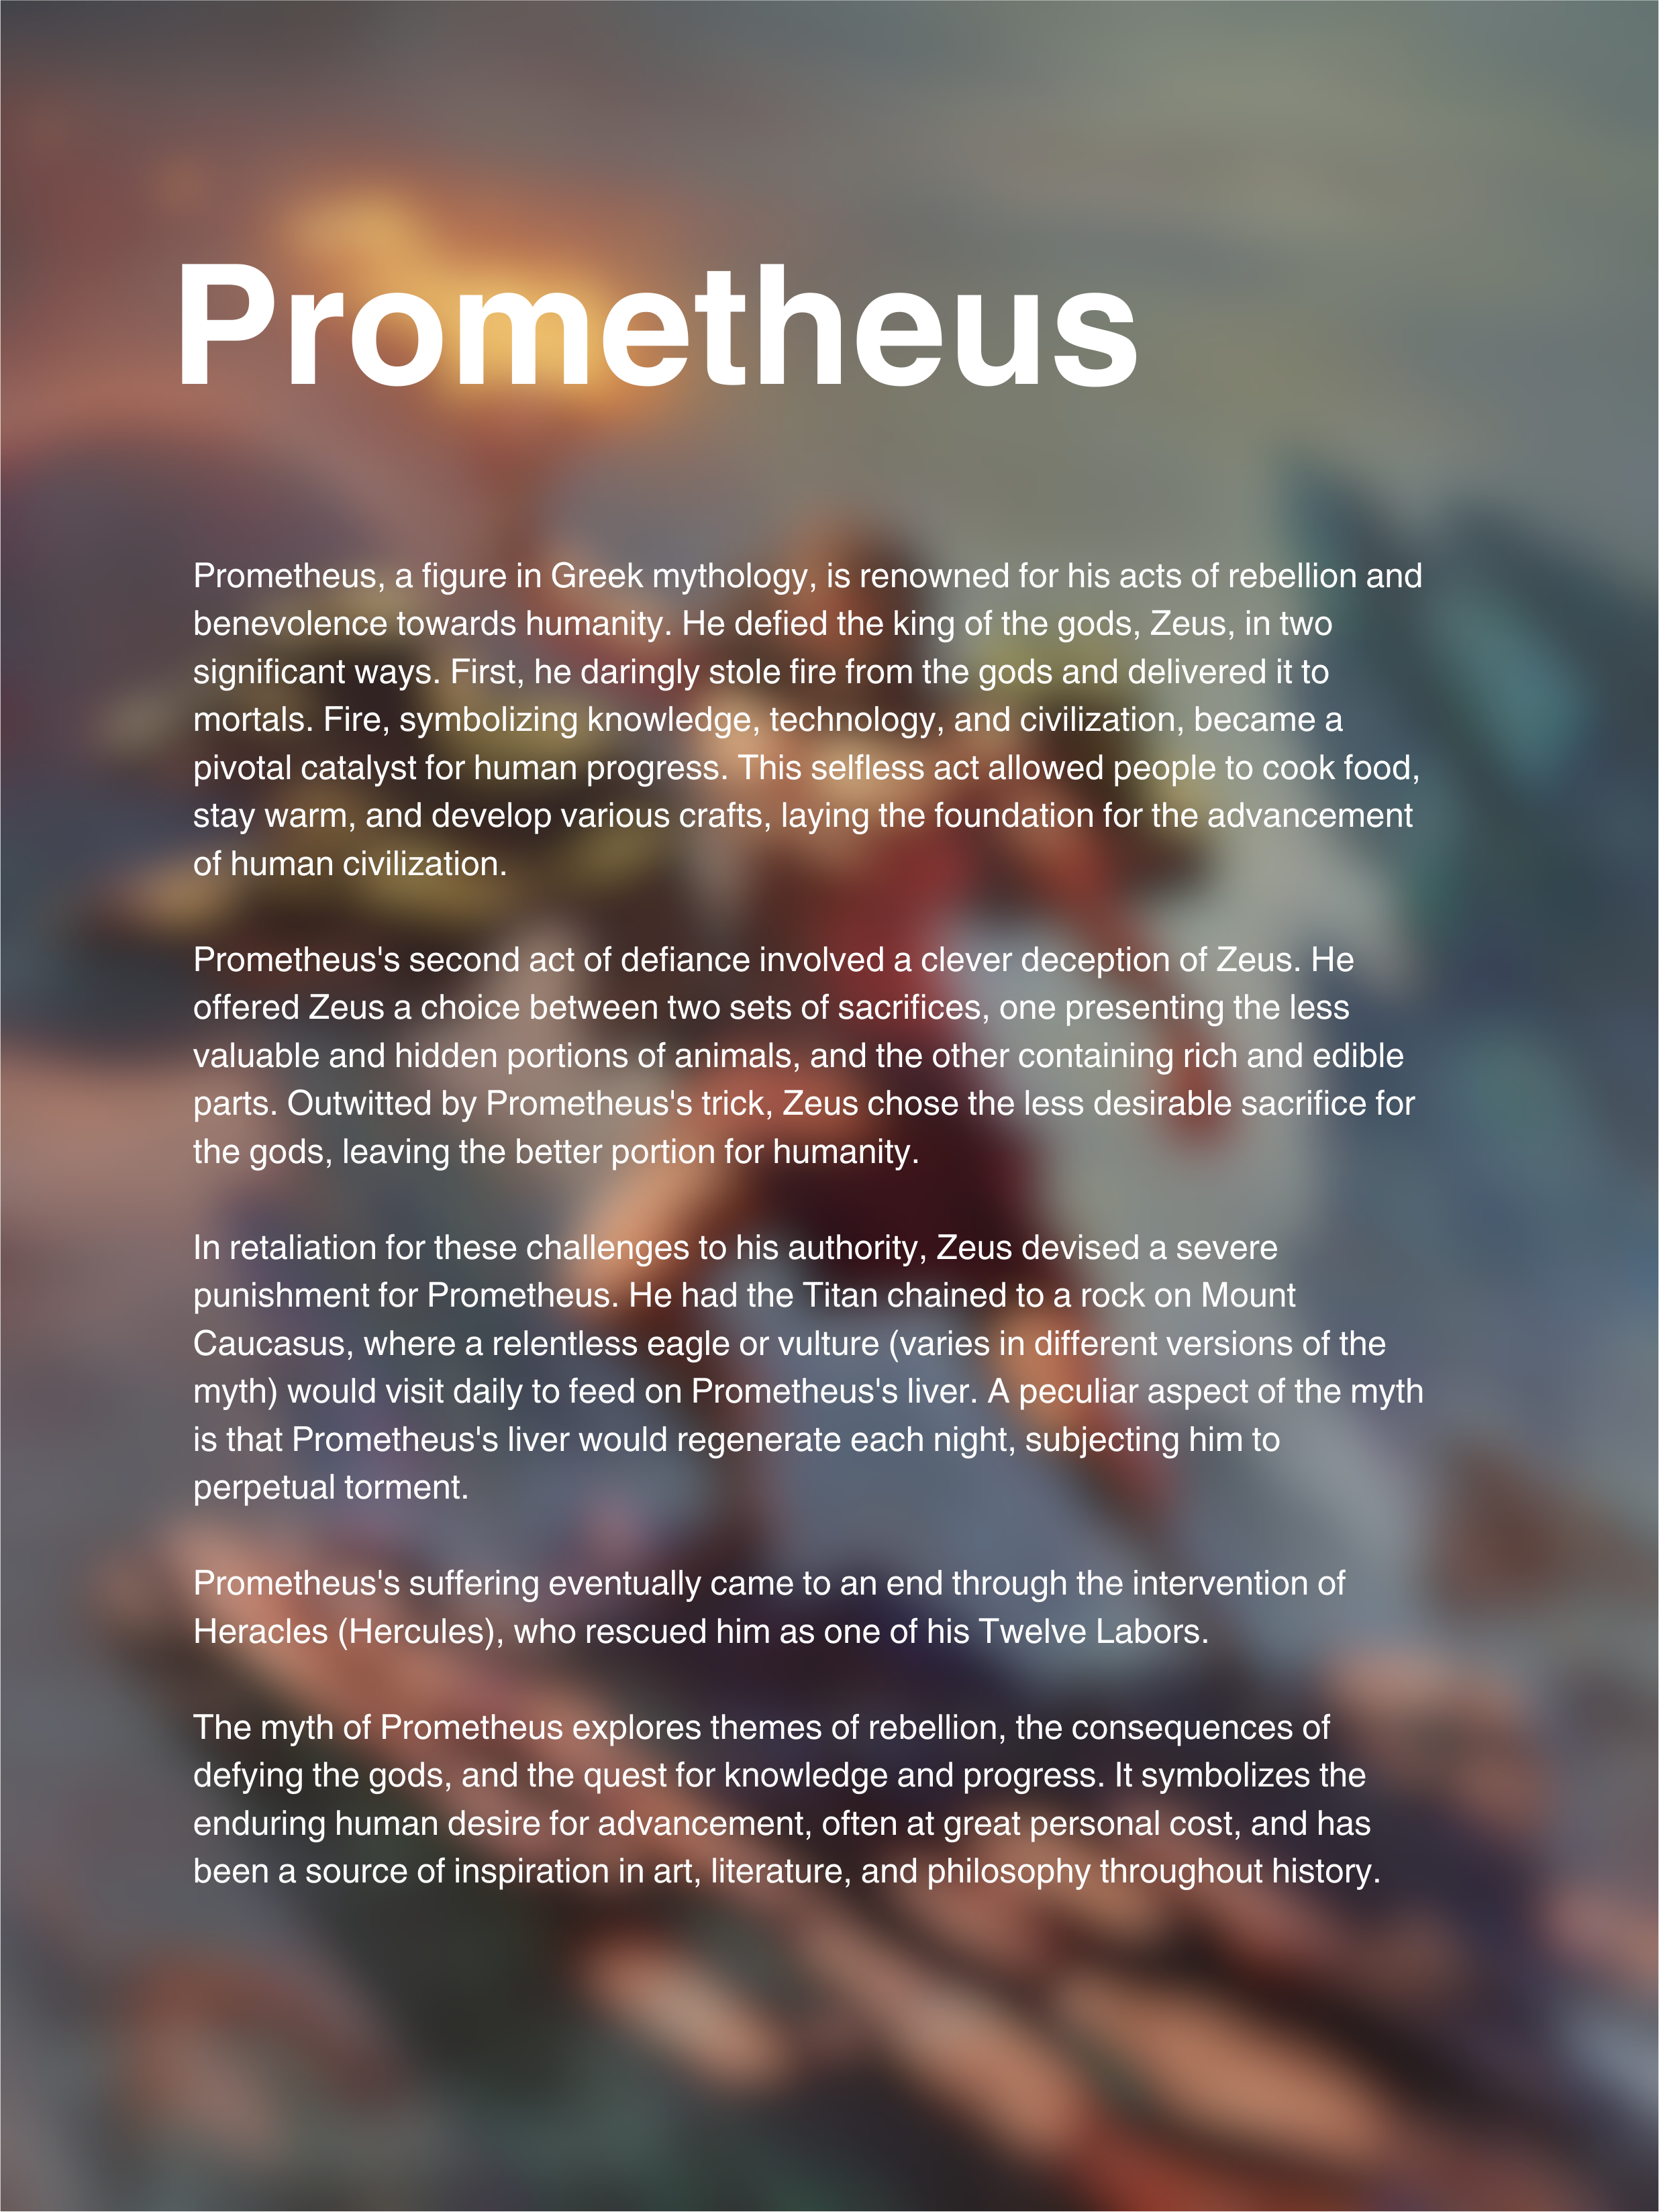 Prometheus
Prometheus, a figure in Greek mythology, is renowned for his acts of rebellion and
benevolence towards humanity. He defied the king of the gods, Zeus, in two
significant ways. First, he daringly stole fire from the gods and delivered it to
mortals. Fire, symbolizing knowledge, technology, and civilization, became a
pivotal catalyst for human progress. This selfless act allowed people to cook food,
stay warm, and develop various crafts, laying the foundation for the advancement
of human civilization.
Prometheus's second act of defiance involved a clever deception of Zeus. He
offered Zeus a choice between two sets of sacrifices, one presenting the less
valuable and hidden portions of animals, and the other containing rich and edible
parts. Outwitted by Prometheus's trick, Zeus chose the less desirable sacrifice for
the gods, leaving the better portion for humanity.
In retaliation for these challenges to his authority, Zeus devised a severe
punishment for Prometheus. He had the Titan chained to a rock on Mount
Caucasus, where a relentless eagle or vulture (varies in different versions of the
myth) would visit daily to feed on Prometheus's liver. A peculiar aspect of the myth
is that Prometheus's liver would regenerate each night, subjecting him to
perpetual torment.
Prometheus's suffering eventually came to an end through the intervention of
Heracles (Hercules), who rescued him as one of his Twelve Labors.
The myth of Prometheus explores themes of rebellion, the consequences of
defying the gods, and the quest for knowledge and progress. It symbolizes the
enduring human desire for advancement, often at great personal cost, and has
been a source of inspiration in art, literature, and philosophy throughout history.